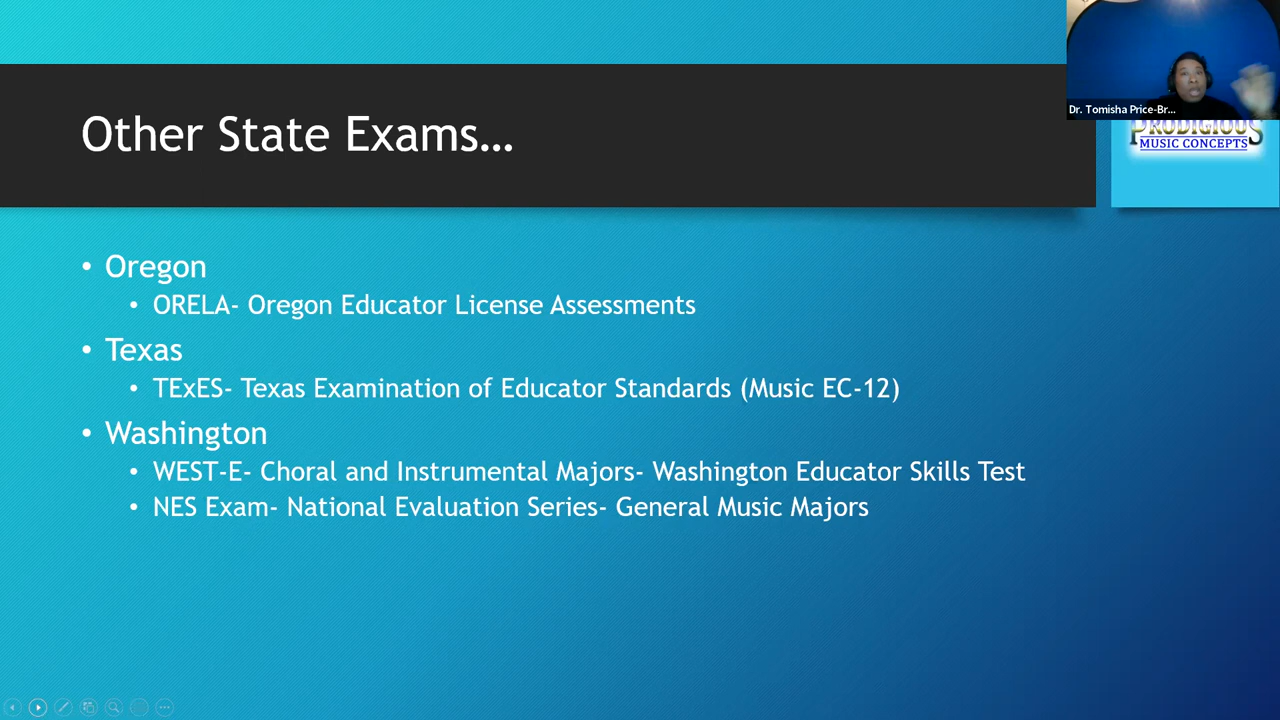 Dr. Tomisha Price-Br...
PRODIGIOUS
MUSIC CONCEPTS
Other State Exams...
• Oregon
• ORELA- Oregon Educator License Assessments
• Texas
• TExES- Texas Examination of Educator Standards (Music EC-12)
• Washington
• WEST-E- Choral and Instrumental Majors- Washington Educator Skills Test
• NES Exam- National Evaluation Series- General Music Majors